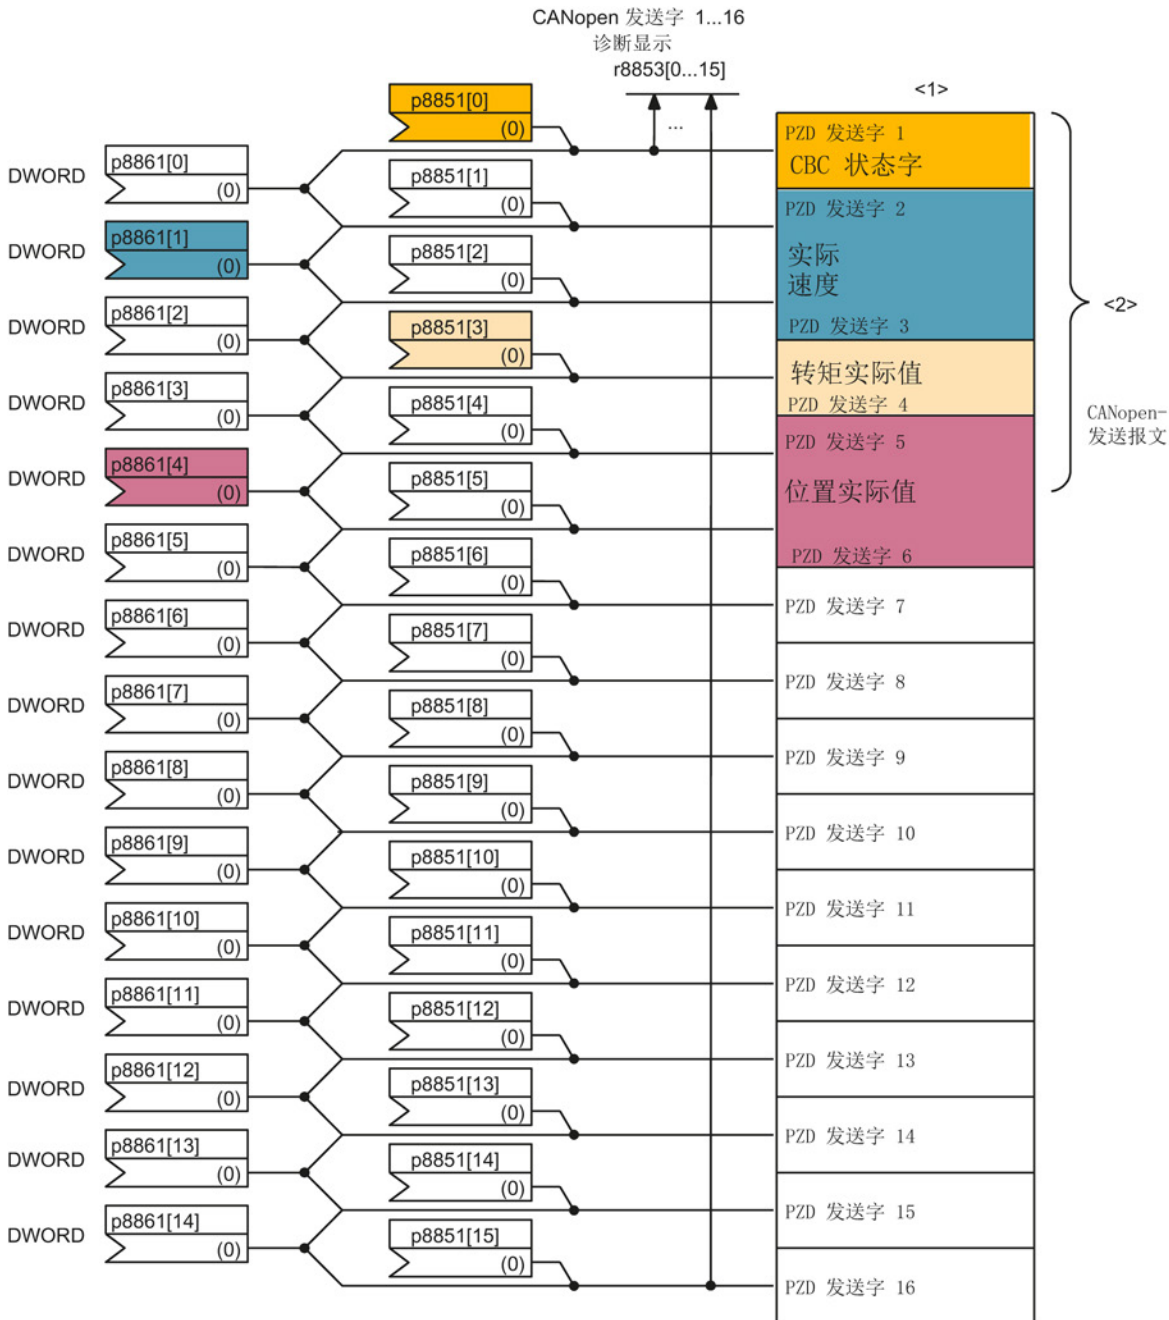 CANopen 发送字 1...16
诊断显示
r8853[0...15]
<1>
p8851[0]
(0)
...
PZD 发送字 1
CBC 状态字
DWORD
p8861[0]
(0)
p8851[1]
(0)
PZD 发送字 2
DWORD
p8861[1]
(0)
p8851[2]
(0)
实际
速度
DWORD
p8861[2]
(0)
p8851[3]
(0)
PZD 发送字 3
<2>
DWORD
p8861[3]
(0)
p8851[4]
(0)
转矩实际值
PZD 发送字 4
CANopen-
发送报文
DWORD
p8861[4]
(0)
p8851[5]
(0)
PZD 发送字 5
位置实际值
DWORD
p8861[5]
(0)
p8851[6]
(0)
PZD 发送字 6
DWORD
p8861[6]
(0)
p8851[7]
(0)
PZD 发送字 7
DWORD
p8861[7]
(0)
p8851[8]
(0)
PZD 发送字 8
DWORD
p8861[8]
(0)
p8851[9]
(0)
PZD 发送字 9
DWORD
p8861[9]
(0)
p8851[10]
(0)
PZD 发送字 10
DWORD
p8861[10]
(0)
p8851[11]
(0)
PZD 发送字 11
DWORD
p8861[11]
(0)
p8851[12]
(0)
PZD 发送字 12
DWORD
p8861[12]
(0)
p8851[13]
(0)
PZD 发送字 13
DWORD
p8861[13]
(0)
p8851[14]
(0)
PZD 发送字 14
DWORD
p8861[14]
(0)
p8851[15]
(0)
PZD 发送字 15
PZD 发送字 16